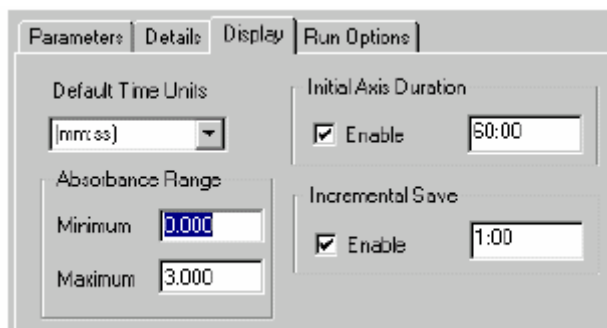 Parameters Details Display Run Options
Default Time Units
(mm:ss)
Absorbance Range
Minimum 0.000
Maximum 3.000
Initial Axis Duration
Enable 60:00
Incremental Save
Enable 1:00